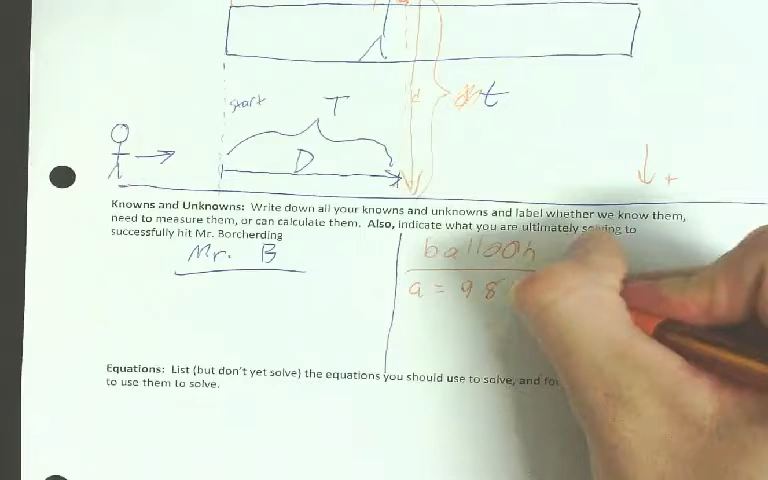 start
T
t
D
+
Knowns and Unknowns: Write down all your knowns and unknowns and label whether we know them,
need to measure them, or can calculate them. Also, indicate what you are ultimately solving to
successfully hit Mr. Borcherding
Mr. B
balloon
a = 98
Equations: List (but don't yet solve) the equations you should use to solve, and
to use them to solve.